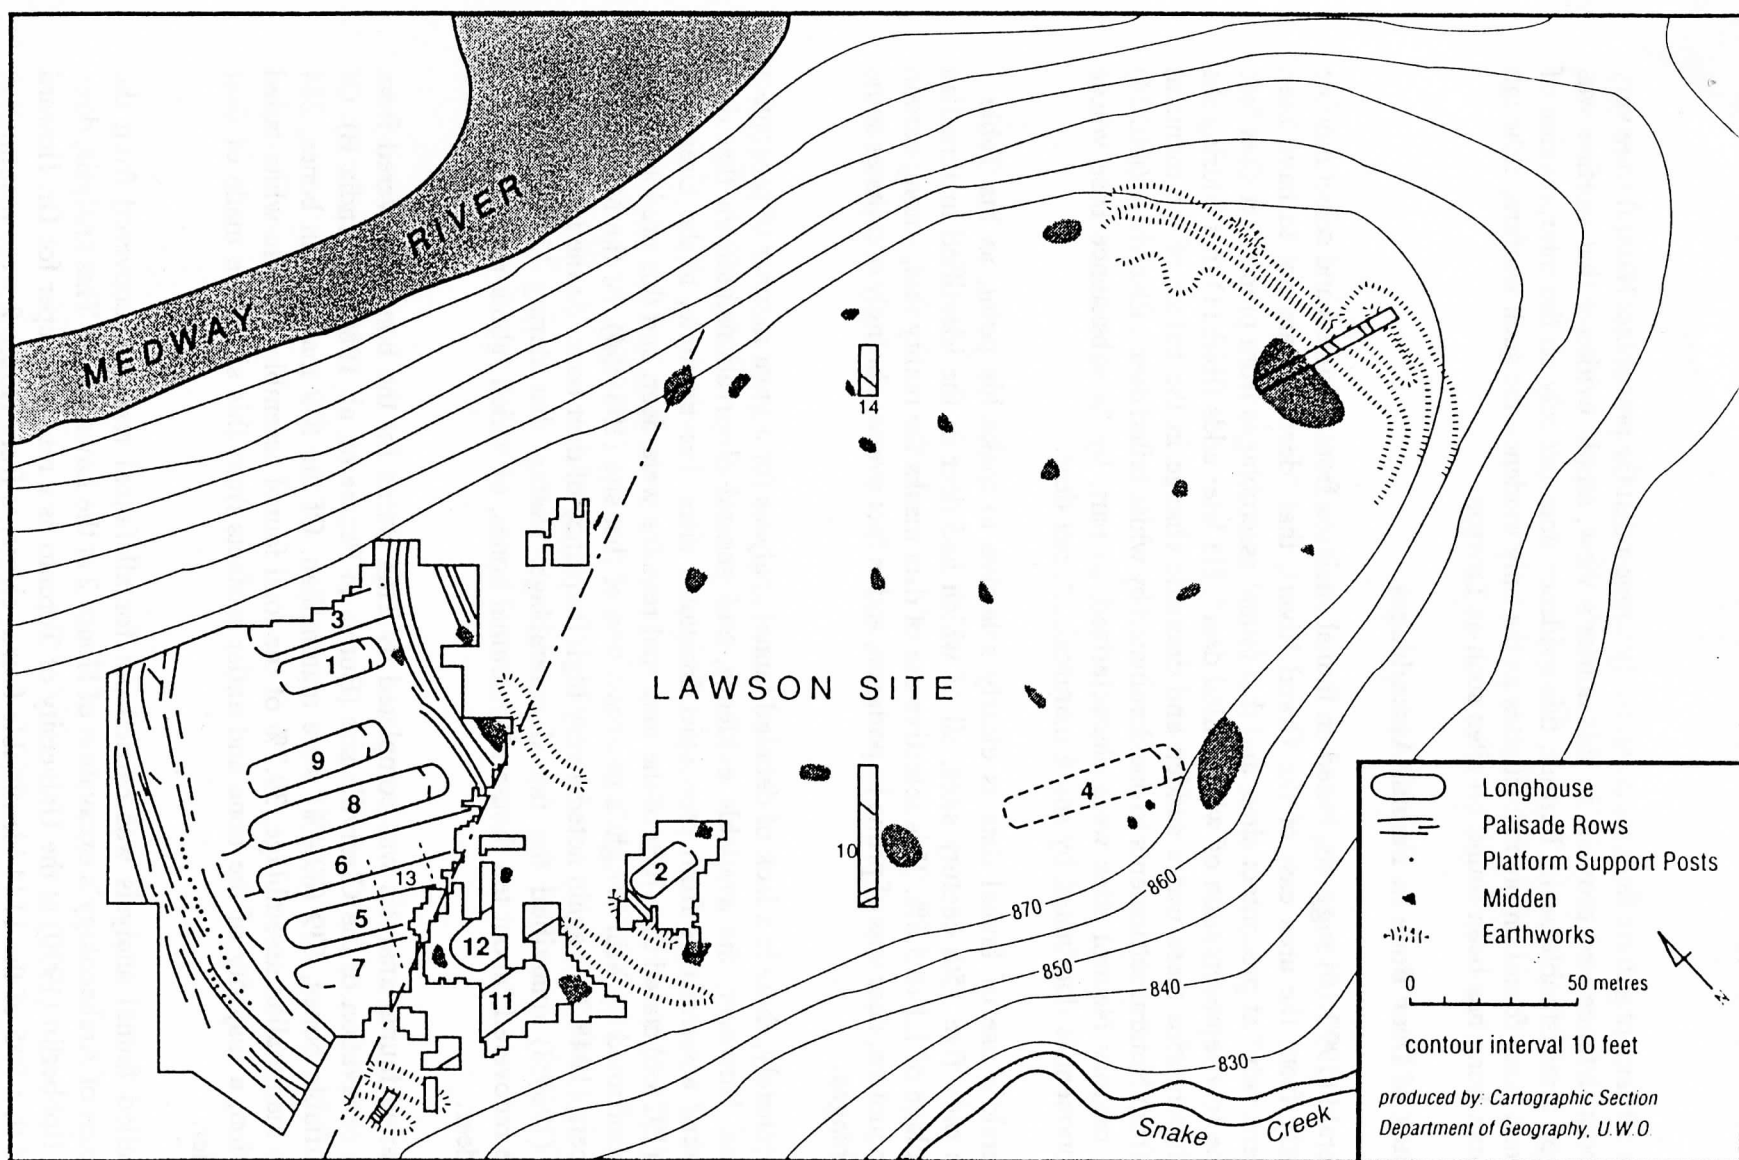 MEDWAY RIVER
14
3
1
LAWSON SITE
9
8
4
6
13
2
10
5
12
7
11
870
860
850
840
830
Snake Creek
Longhouse
Palisade Rows
Platform Support Posts
Midden
Earthworks
0 50 metres
N
contour interval 10 feet
produced by: Cartographic Section
Department of Geography, U.W.O.